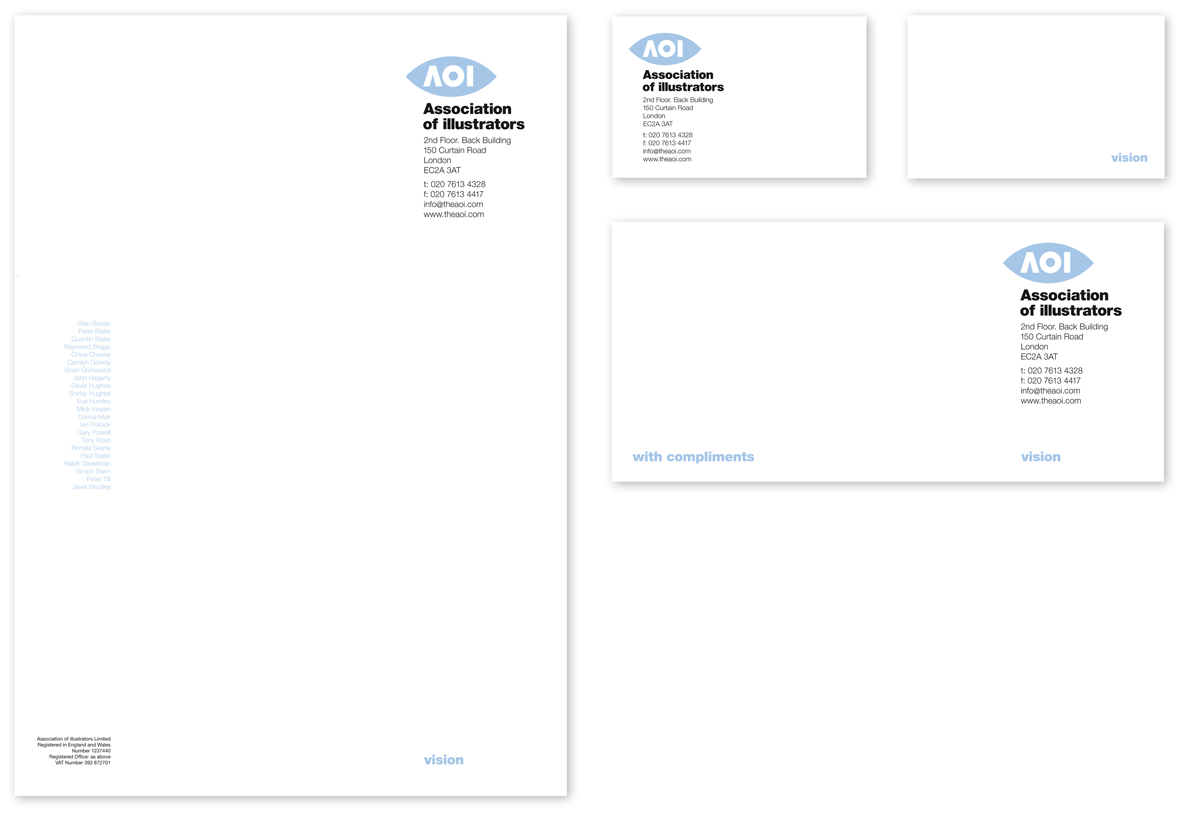 AOI
Association
of illustrators
2nd Floor. Back Building
150 Curtain Road
London
EC2A 3AT
t: 020 7613 4328
f: 020 7613 4417
info@theaoi.com
www.theaoi.com
Glen Baxter
Peter Blake
Quentin Blake
Raymond Briggs
Chloe Cheese
Carolyn Gowdy
Brian Grimwood
John Hegarty
David Hughes
Shirley Hughes
Sue Huntley
Mick Inkpen
Donna Muir
Ian Pollock
Gary Powell
Tony Ross
Ronald Searle
Paul Slater
Ralph Steadman
Simon Stern
Peter Till
Janet Woolley
Association of illustrators Limited
Registered in England and Wales
Number 1237440
Registered Office: as above
VAT Number 393 672701
vision
AOI
Association
of illustrators
2nd Floor. Back Building
150 Curtain Road
London
EC2A 3AT
t: 020 7613 4328
f: 020 7613 4417
info@theaoi.com
www.theaoi.com
vision
AOI
Association
of illustrators
2nd Floor. Back Building
150 Curtain Road
London
EC2A 3AT
t: 020 7613 4328
f: 020 7613 4417
info@theaoi.com
www.theaoi.com
with compliments
vision